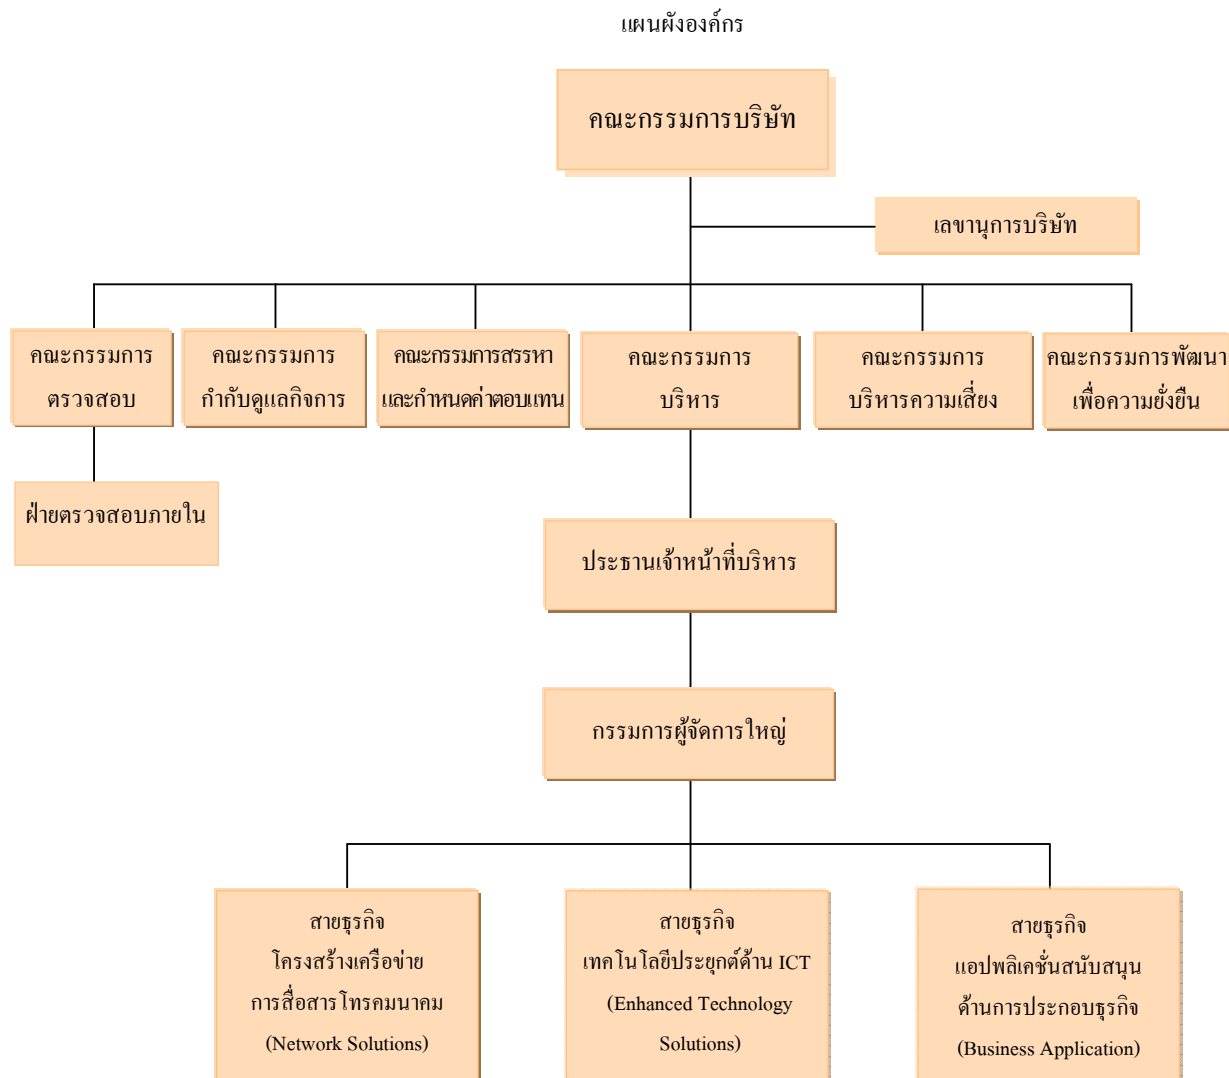 แผนผังองค์กร
คณะกรรมการบริษัท
เลขานุการบริษัท
คณะกรรมการ
ตรวจสอบ
คณะกรรมการ
กำกับดูแลกิจการ
คณะกรรมการสรรหา
และกำหนดค่าตอบแทน
คณะกรรมการ
บริหาร
คณะกรรมการ
บริหารความเสี่ยง
คณะกรรมการพัฒนา
เพื่อความยั่งยืน
ฝ่ายตรวจสอบภายใน
ประธานเจ้าหน้าที่บริหาร
กรรมการผู้จัดการใหญ่
สายธุรกิจ
โครงสร้างเครือข่าย
การสื่อสารโทรคมนาคม
(Network Solutions)
สายธุรกิจ
เทคโนโลยีประยุกต์ด้าน ICT
(Enhanced Technology
Solutions)
สายธุรกิจ
แอปพลิเคชั่นสนับสนุน
ด้านการประกอบธุรกิจ
(Business Application)